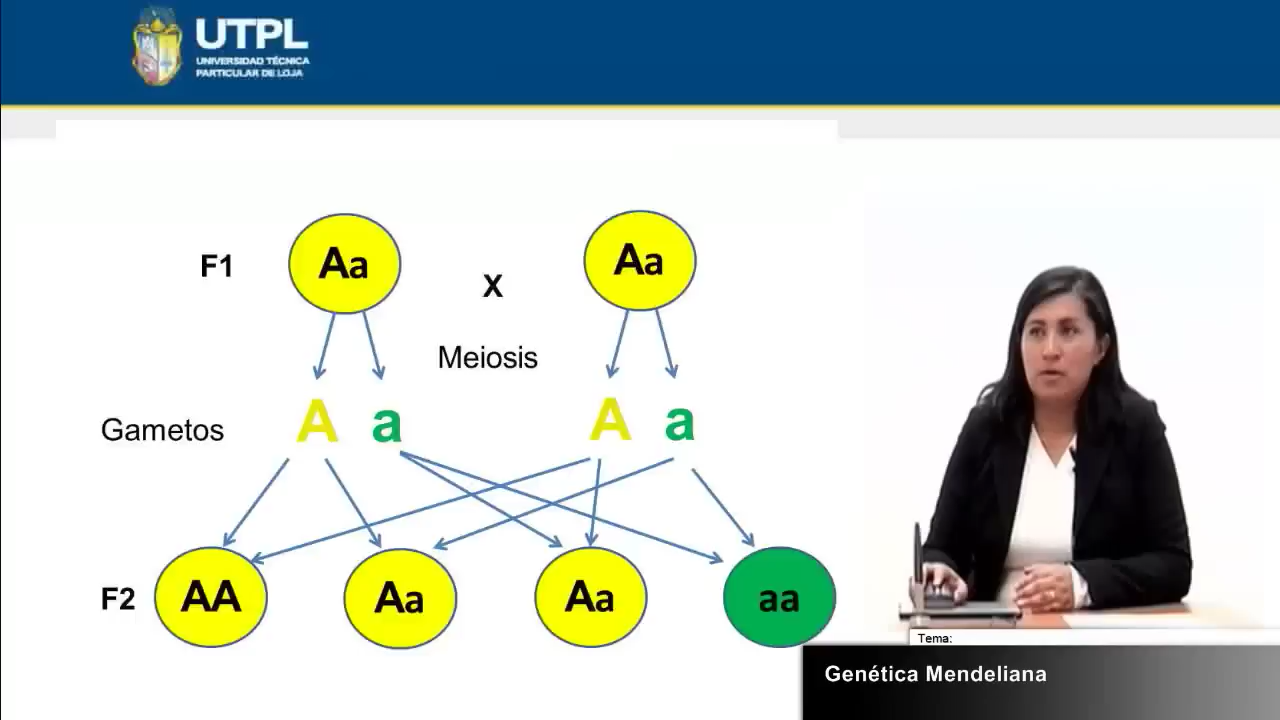 UTPL
UNIVERSIDAD TÉCNICA
PARTICULAR DE LOJA
F1
Aa
X
Aa
Meiosis
Gametos
A a
A a
F2
AA
Aa
Aa
aa
Tema:
Genética Mendeliana